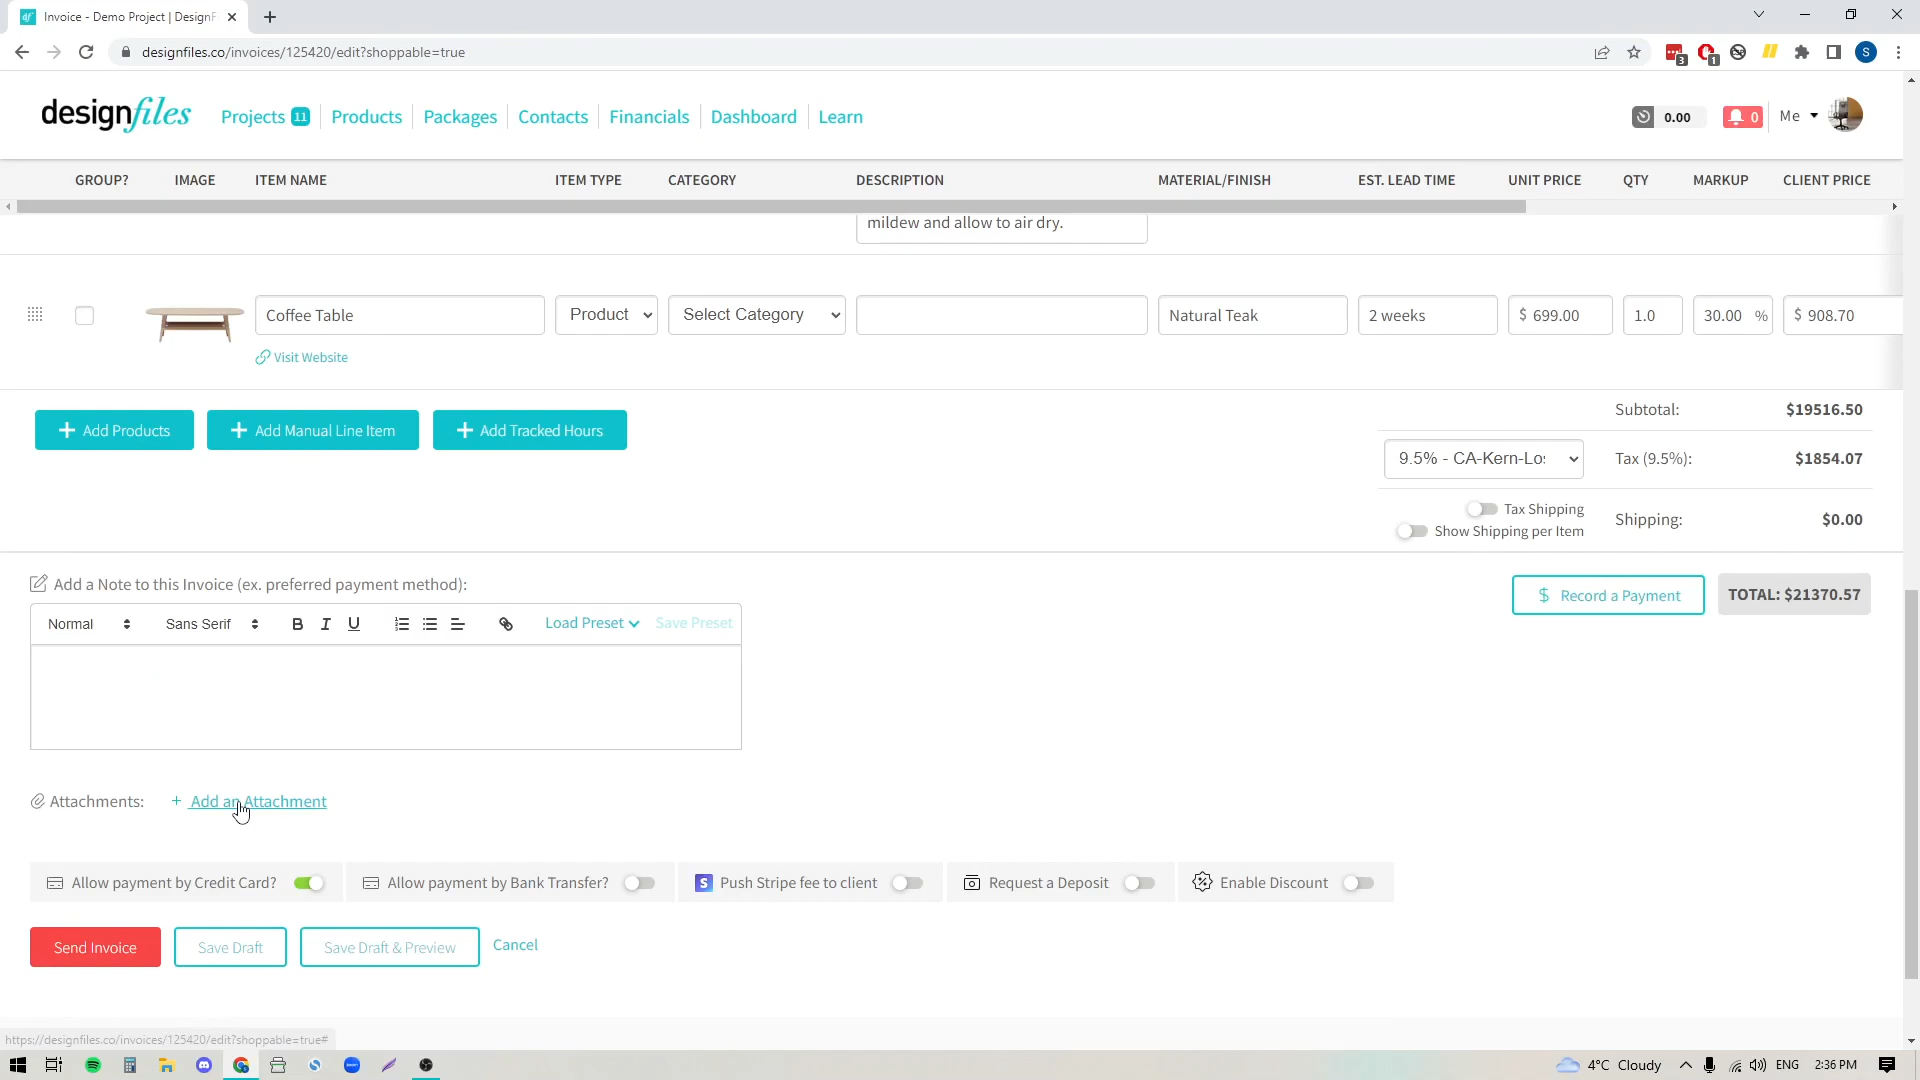 Invoice - Demo Project | DesignF
designfiles.co/invoices/125420/edit?shoppable=true
3
1
S
designfiles
Projects 11
Products
Packages
Contacts
Financials
Dashboard
Learn
0.00
0
Me
GROUP? IMAGE ITEM NAME ITEM TYPE CATEGORY DESCRIPTION MATERIAL/FINISH EST. LEAD TIME UNIT PRICE QTY MARKUP CLIENT PRICE
mildew and allow to air dry.
Coffee Table Product Select Category Natural Teak 2 weeks $ 699.00 1.0 30.00 % $ 908.70
Visit Website
Add Products
Add Manual Line Item
Add Tracked Hours
Subtotal: $19516.50
9.5% - CA-Kern-Lo Tax (9.5%): $1854.07
Tax Shipping
Show Shipping per Item
Shipping: $0.00
Add a Note to this Invoice (ex. preferred payment method):
$ Record a Payment
TOTAL: $21370.57
Normal Sans Serif B I U Load Preset Save Preset
Attachments: + Add an Attachment
Allow payment by Credit Card?
Allow payment by Bank Transfer?
S Push Stripe fee to client
Request a Deposit
Enable Discount
Send Invoice
Save Draft
Save Draft & Preview
Cancel
https://designfiles.co/invoices/125420/edit?shoppable=true#
4°C Cloudy
ENG
2:36 PM